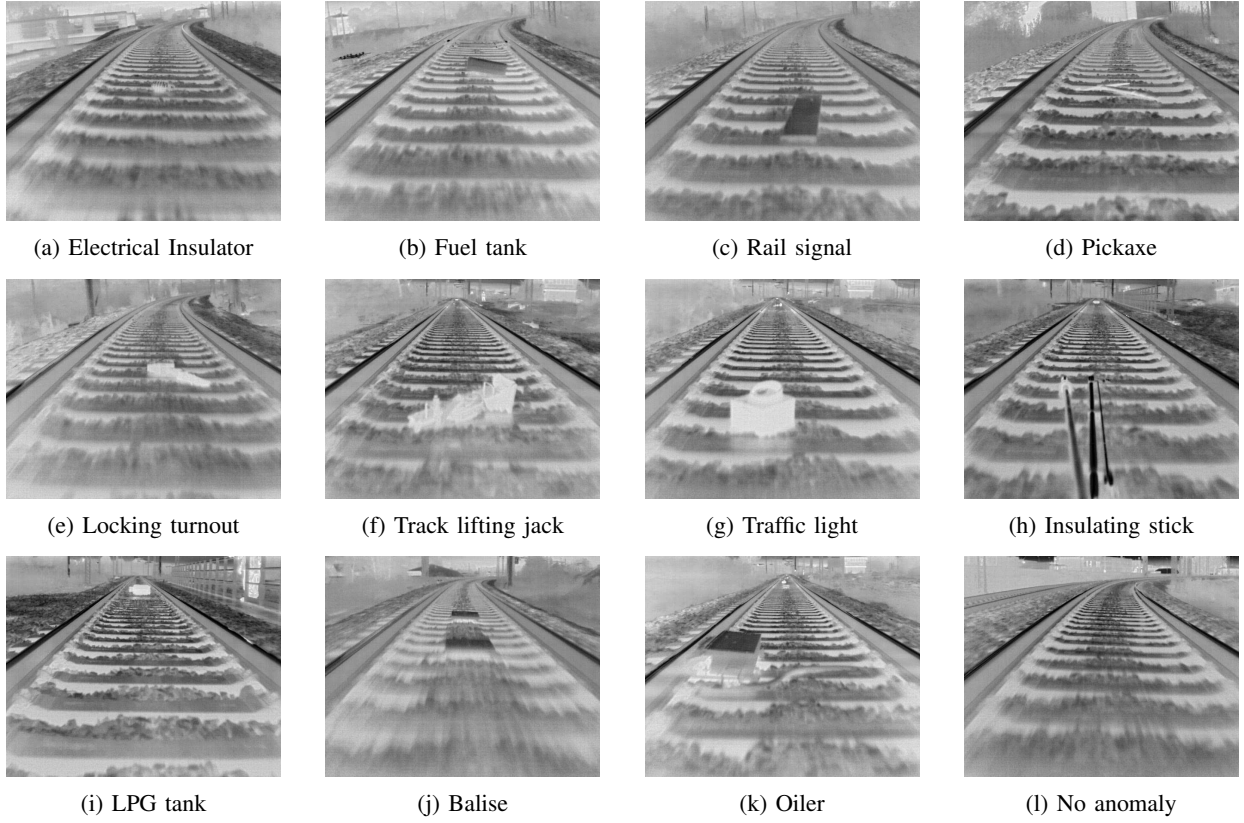 (a) Electrical Insulator
(b) Fuel tank
(c) Rail signal
(d) Pickaxe
(e) Locking turnout
(f) Track lifting jack
(g) Traffic light
(h) Insulating stick
(i) LPG tank
(j) Balise
(k) Oiler
(l) No anomaly